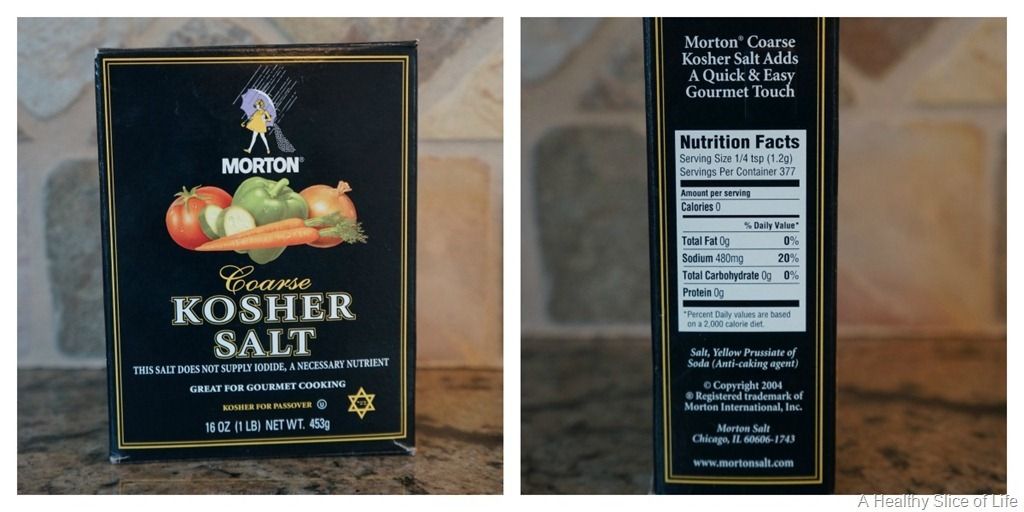 MORTON®
Coarse
KOSHER
SALT
THIS SALT DOES NOT SUPPLY IODIDE, A NECESSARY NUTRIENT
GREAT FOR GOURMET COOKING
KOSHER FOR PASSOVER U
16 OZ (1 LB) NET WT. 453g
Morton® Coarse
Kosher Salt Adds
A Quick & Easy
Gourmet Touch
Nutrition Facts
Serving Size 1/4 tsp (1.2g)
Servings Per Container 377
Amount per serving
Calories 0
% Daily Value*
Total Fat 0g 0%
Sodium 480mg 20%
Total Carbohydrate 0g 0%
Protein 0g
*Percent Daily values are based
on a 2,000 calorie diet.
Salt, Yellow Prussiate of
Soda (Anti-caking agent)
© Copyright 2004
® Registered trademark of
Morton International, Inc.
Morton Salt
Chicago, IL 60606-1743
www.mortonsalt.com
A Healthy Slice of Life